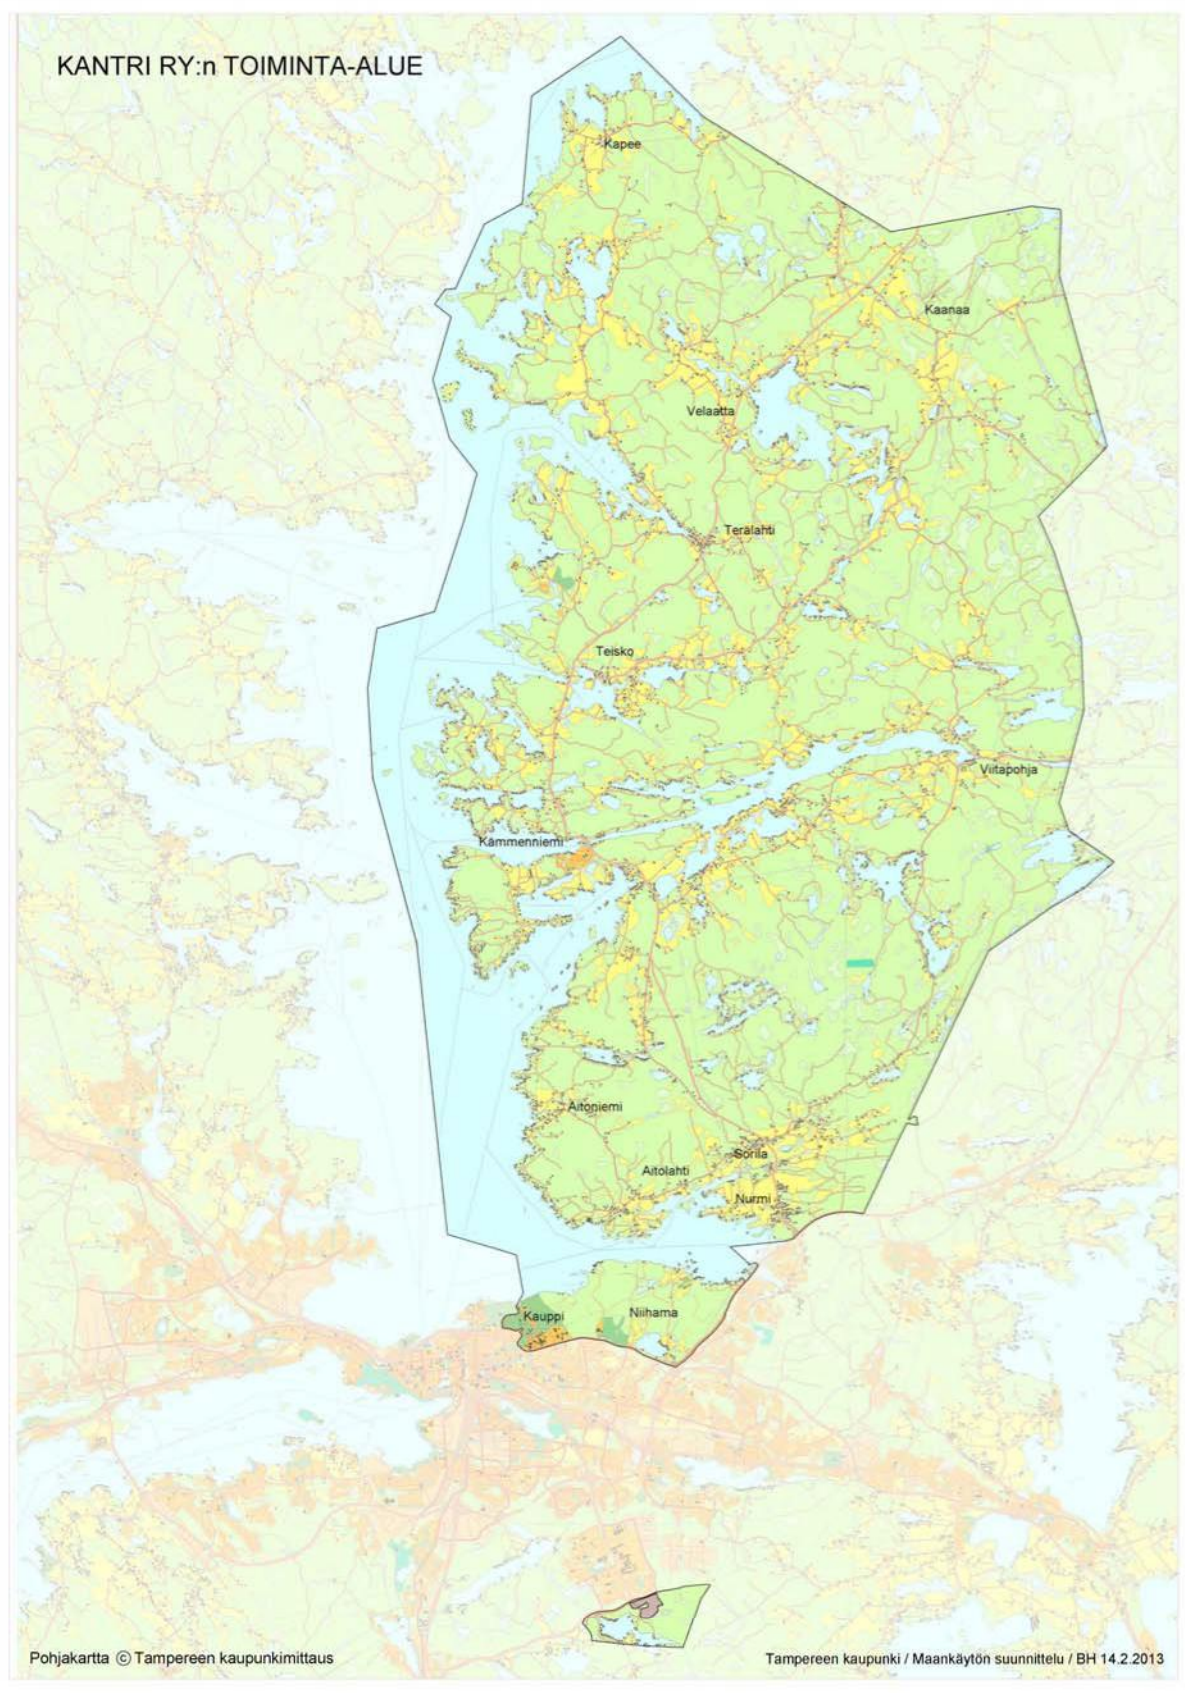 KANTRI RY:n TOIMINTA-ALUE
Kapee
Kaanaa
Velaatta
Terälahti
Teisko
Viitapohja
Kämmenniemi
Aitoniemi
Sorila
Aitolahti
Nurmi
Kauppi
Niihama
Pohjakartta © Tampereen kaupunkimittaus
Tampereen kaupunki / Maankäytön suunnittelu / BH 14.2.2013